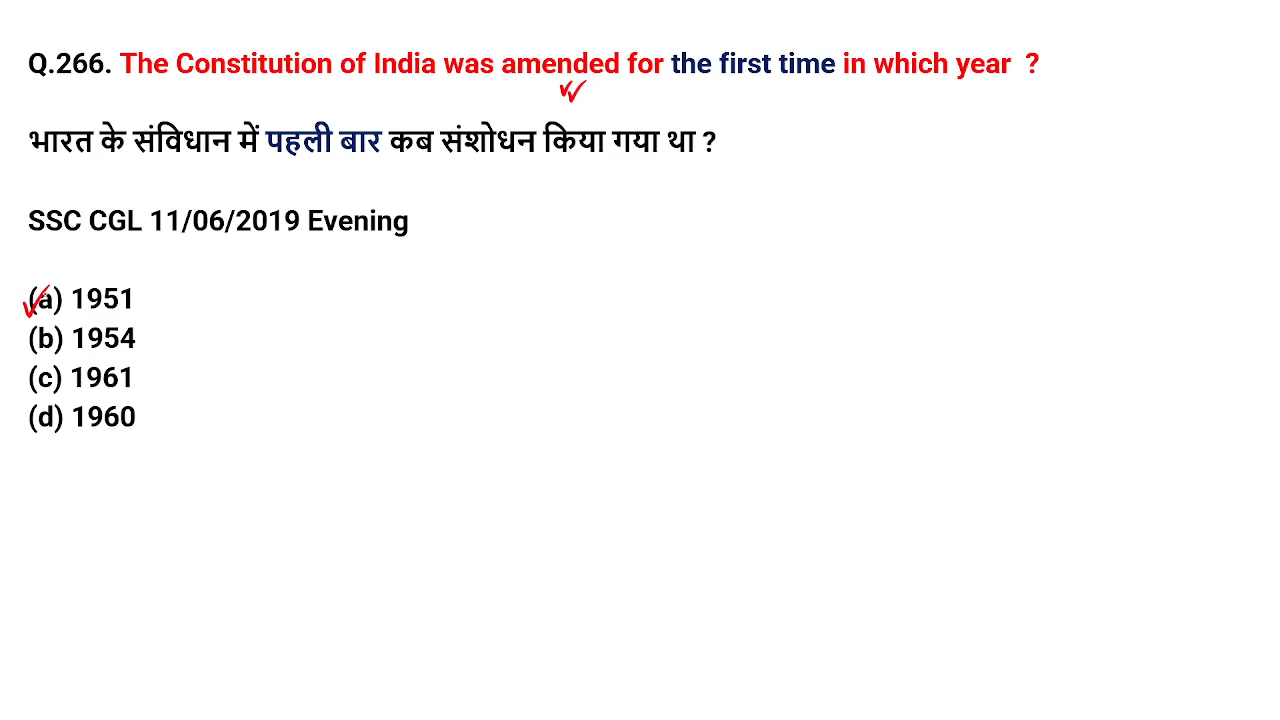 Q.266. The Constitution of India was amended for the first time in which year ?
भारत के संविधान में पहली बार कब संशोधन किया गया था ?
SSC CGL 11/06/2019 Evening
(a) 1951
(b) 1954
(c) 1961
(d) 1960